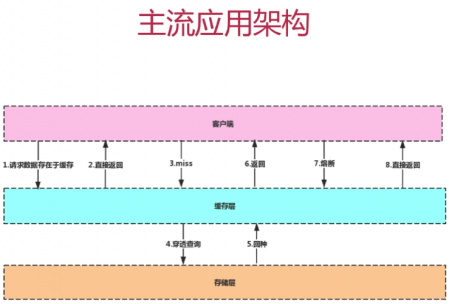 主流应用架构
客户端
1.请求数据存在于缓存
2.直接返回
3.miss
6.返回
7.熔断
8.直接返回
缓存层
4.穿透查询
5.回种
存储层